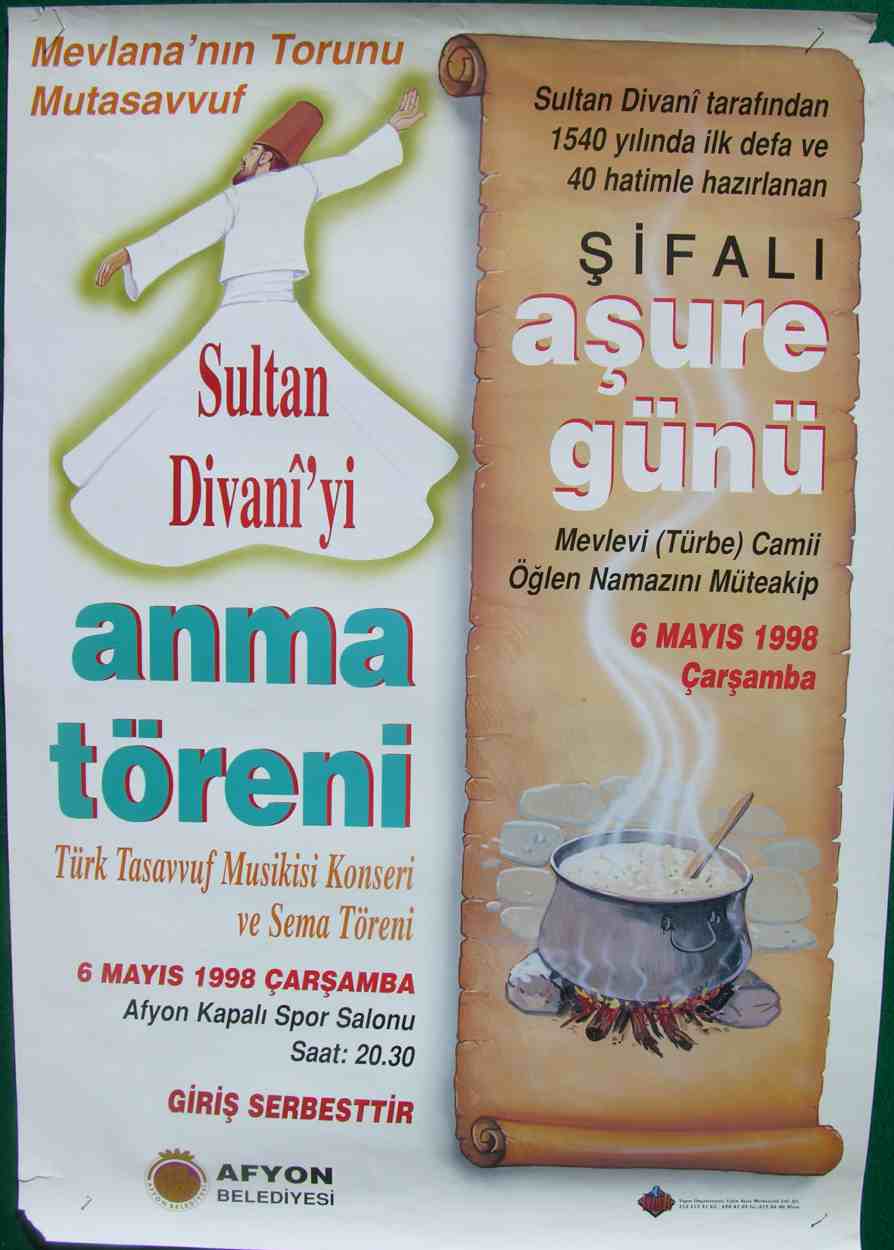 Mevlana'nın Torunu
Mutasavvuf
Sultan
Divanî'yi
anma
töreni
Türk Tasavvuf Musikisi Konseri
ve Sema Töreni
6 MAYIS 1998 ÇARŞAMBA
Afyon Kapalı Spor Salonu
Saat: 20.30
GİRİŞ SERBESTTİR
AFYON
BELEDİYESİ
Sultan Divanî tarafından
1540 yılında ilk defa ve
40 hatimle hazırlanan
ŞİFALI
aşure
günü
Mevlevi (Türbe) Camii
Öğlen Namazını Müteakip
6 MAYIS 1998
Çarşamba